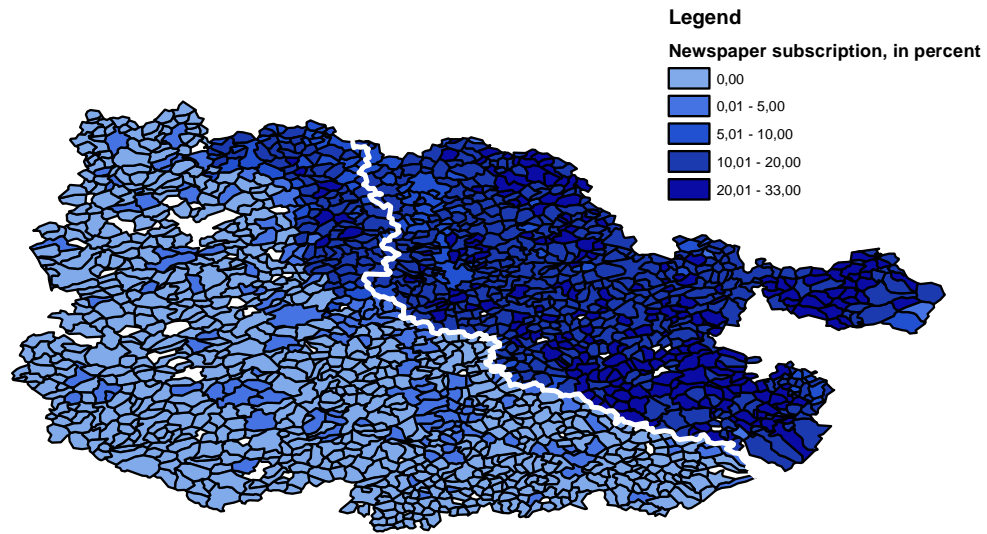 Legend
Newspaper subscription, in percent
0,00
0,01 - 5,00
5,01 - 10,00
10,01 - 20,00
20,01 - 33,00